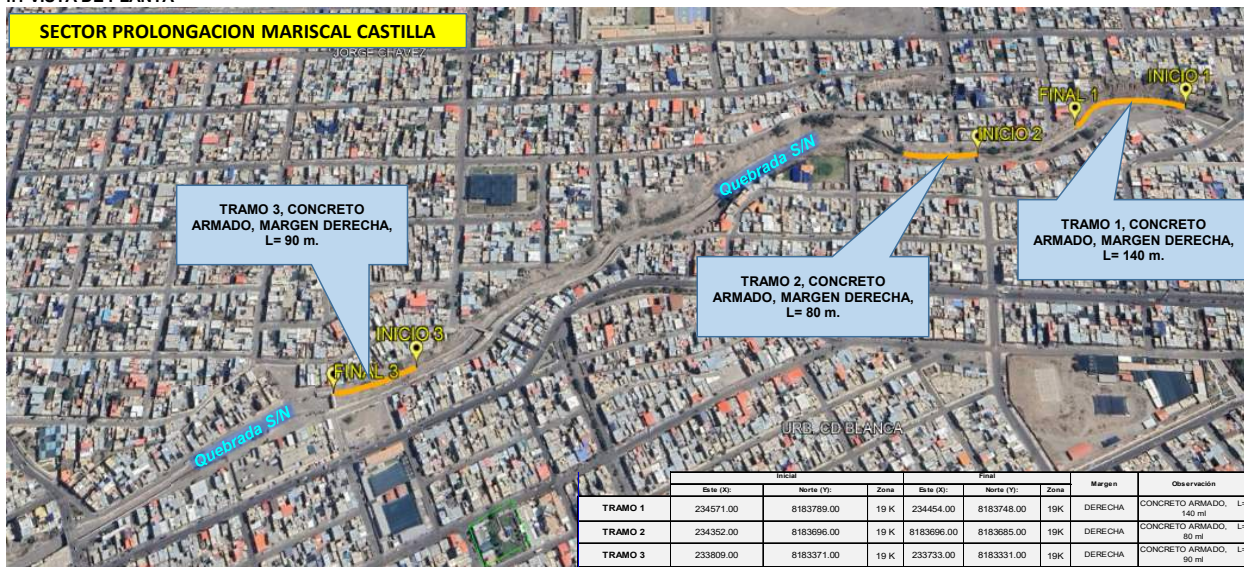 SECTOR PROLONGACION MARISCAL CASTILLA
JORGE CHAVEZ
INICIO 1
FINAL 1
INICIO 2
Quebrada S/N
TRAMO 3, CONCRETO
ARMADO, MARGEN DERECHA,
L= 90 m.
TRAMO 1, CONCRETO
ARMADO, MARGEN DERECHA,
L= 140 m.
TRAMO 2, CONCRETO
ARMADO, MARGEN DERECHA,
L= 80 m.
INICIO 3
FINAL 3
Quebrada S/N
URB. CD BLANCA
Inicial Final Margen Observación
Este (X): Norte (Y): Zona Este (X): Norte (Y): Zona
TRAMO 1 234571.00 8183789.00 19 K 234454.00 8183748.00 19K DERECHA CONCRETO ARMADO, L=
140 ml
TRAMO 2 234352.00 8183696.00 19 K 8183696.00 8183685.00 19K DERECHA CONCRETO ARMADO, L=
80 ml
TRAMO 3 233809.00 8183371.00 19 K 233733.00 8183331.00 19K DERECHA CONCRETO ARMADO, L=
90 ml